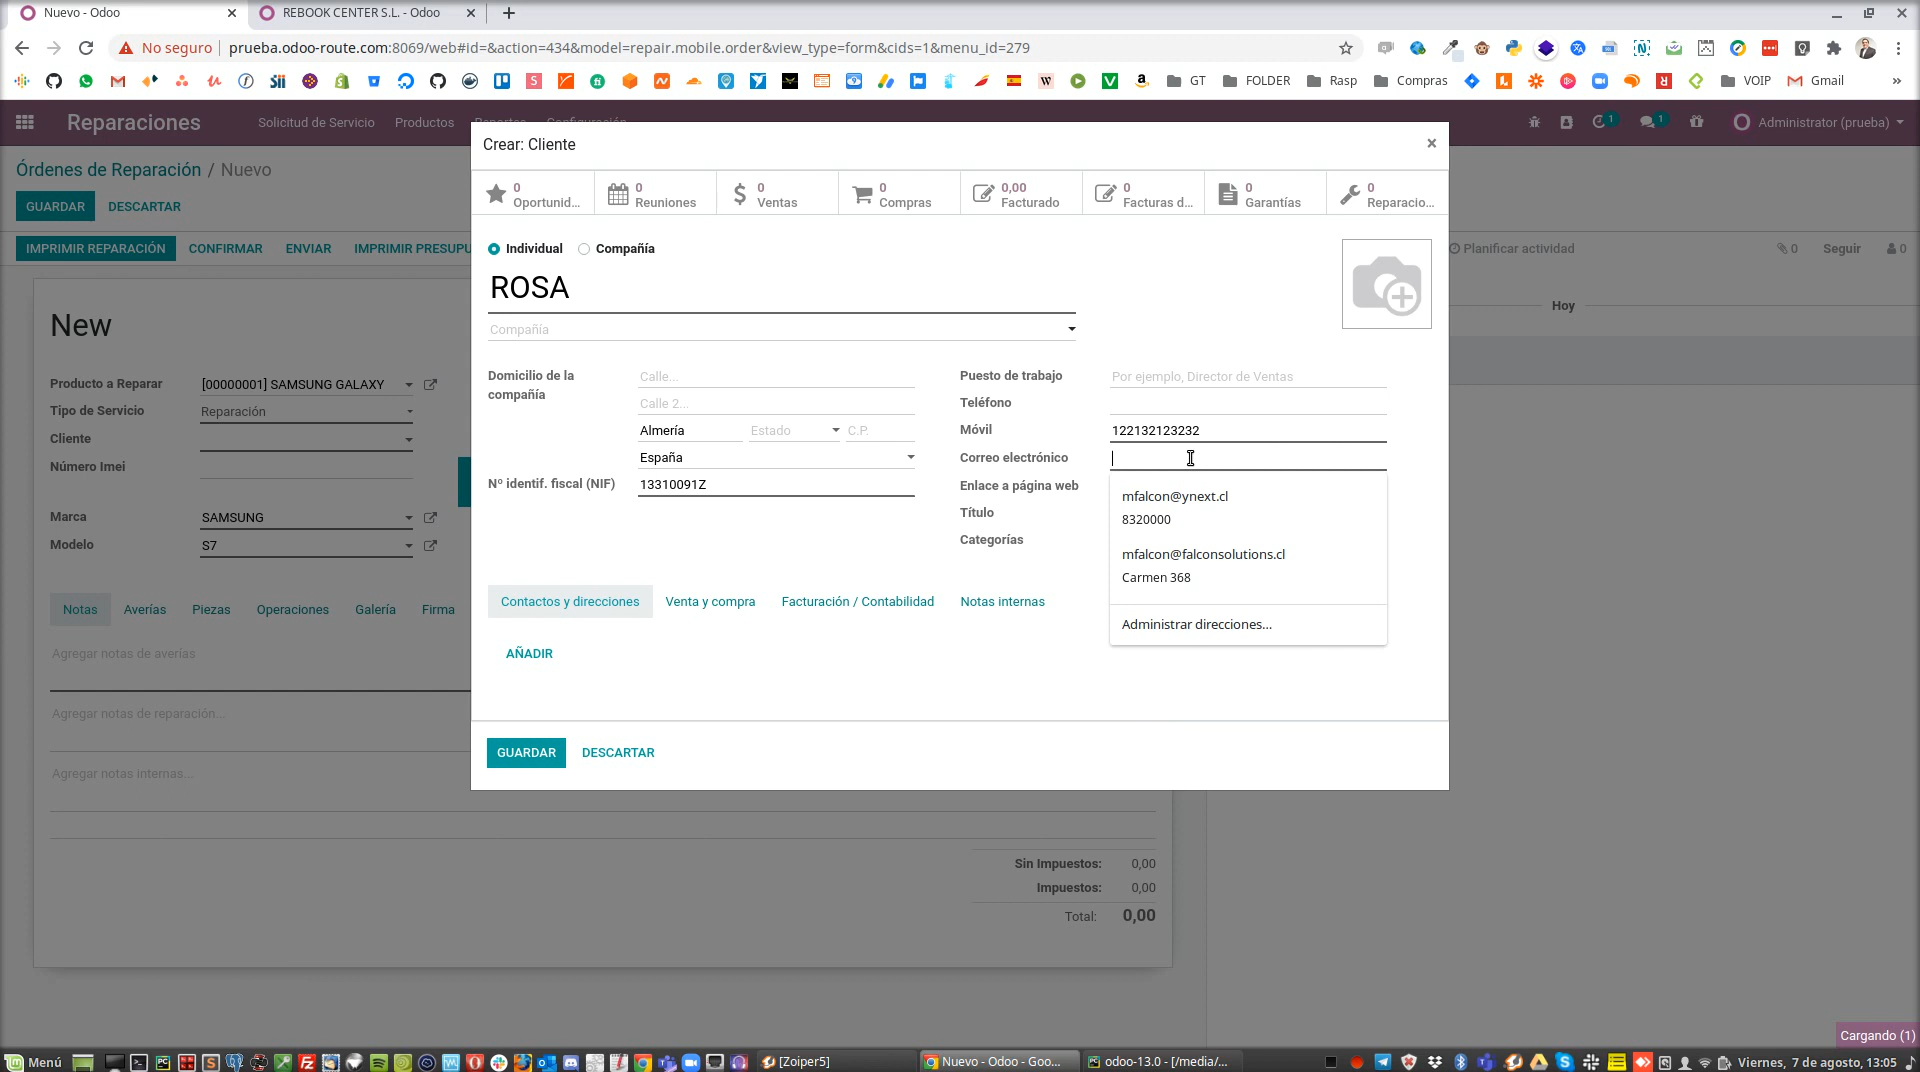 Nuevo - Odoo
REBOOK CENTER S.L. - Odoo
No seguro
prueba.odoo-route.com:8069/web#id=&action=434&model=repair.mobile.order&view_type=form&cids=1&menu_id=279
GT
FOLDER
Rasp
Compras
VOIP
Gmail
Reparaciones
Solicitud de Servicio
Productos
Reportes
Configuración
1
1
Administrator (prueba)
Órdenes de Reparación / Nuevo
GUARDAR
DESCARTAR
IMPRIMIR REPARACIÓN
CONFIRMAR
ENVIAR
IMPRIMIR PRESUPU
Planificar actividad
0
Seguir
0
Hoy
New
Producto a Reparar
[00000001] SAMSUNG GALAXY
Tipo de Servicio
Reparación
Cliente
Número Imei
Marca
SAMSUNG
Modelo
S7
Notas
Averías
Piezas
Operaciones
Galería
Firma
Agregar notas de averías
Agregar notas de reparación...
Agregar notas internas...
Sin Impuestos:
0,00
Impuestos:
0,00
Total:
0,00
Crear: Cliente
×
0
Oportunid...
0
Reuniones
0
Ventas
0
Compras
0,00
Facturado
0
Facturas d...
0
Garantías
0
Reparacio...
Individual
Compañía
ROSA
Compañía
Domicilio de la
compañía
Calle...
Calle 2...
Almería
Estado
C.P.
España
Nº identif. fiscal (NIF)
13310091Z
Puesto de trabajo
Por ejemplo, Director de Ventas
Teléfono
Móvil
122132123232
Correo electrónico
Enlace a página web
Título
Categorías
mfalcon@ynext.cl
8320000
mfalcon@falconsolutions.cl
Carmen 368
Administrar direcciones...
Contactos y direcciones
Venta y compra
Facturación / Contabilidad
Notas internas
AÑADIR
GUARDAR
DESCARTAR
Cargando (1)
Menú
[Zoiper5]
Nuevo - Odoo - Goo...
odoo-13.0 - [/media/...
Viernes, 7 de agosto, 13:05